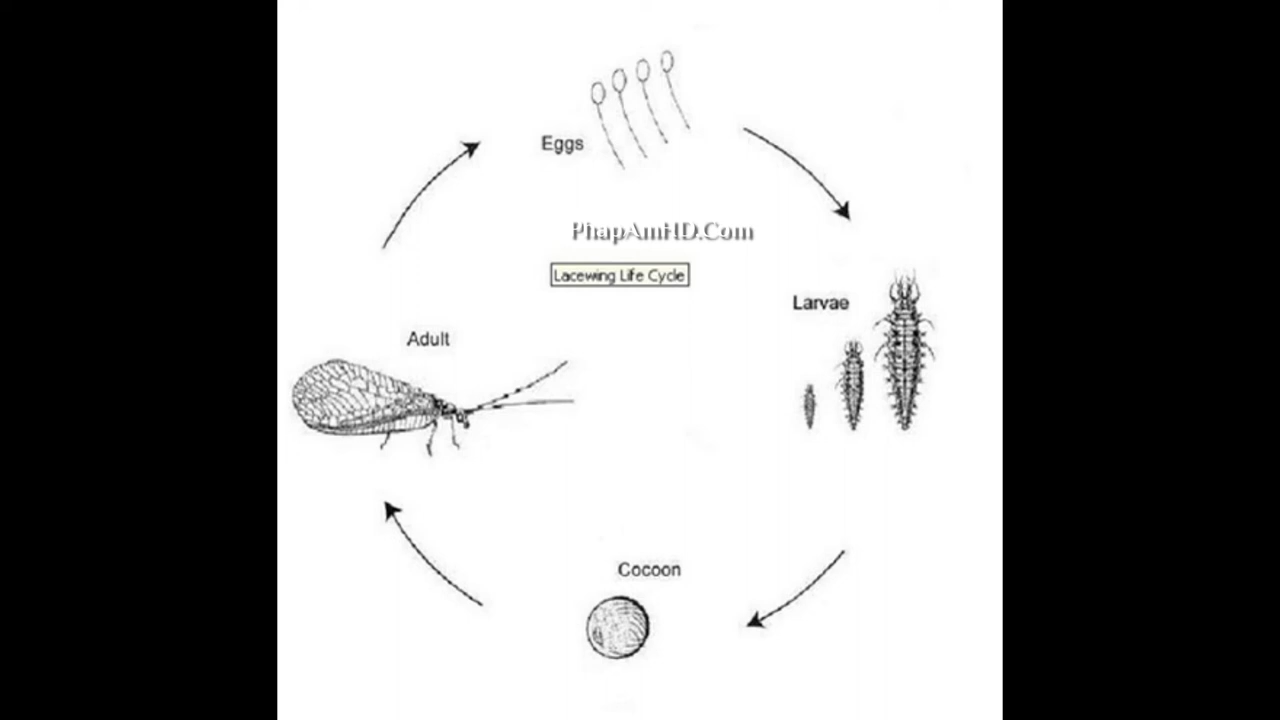 Eggs
PhapAmHD.Com
Lacewing Life Cycle
Larvae
Adult
Cocoon